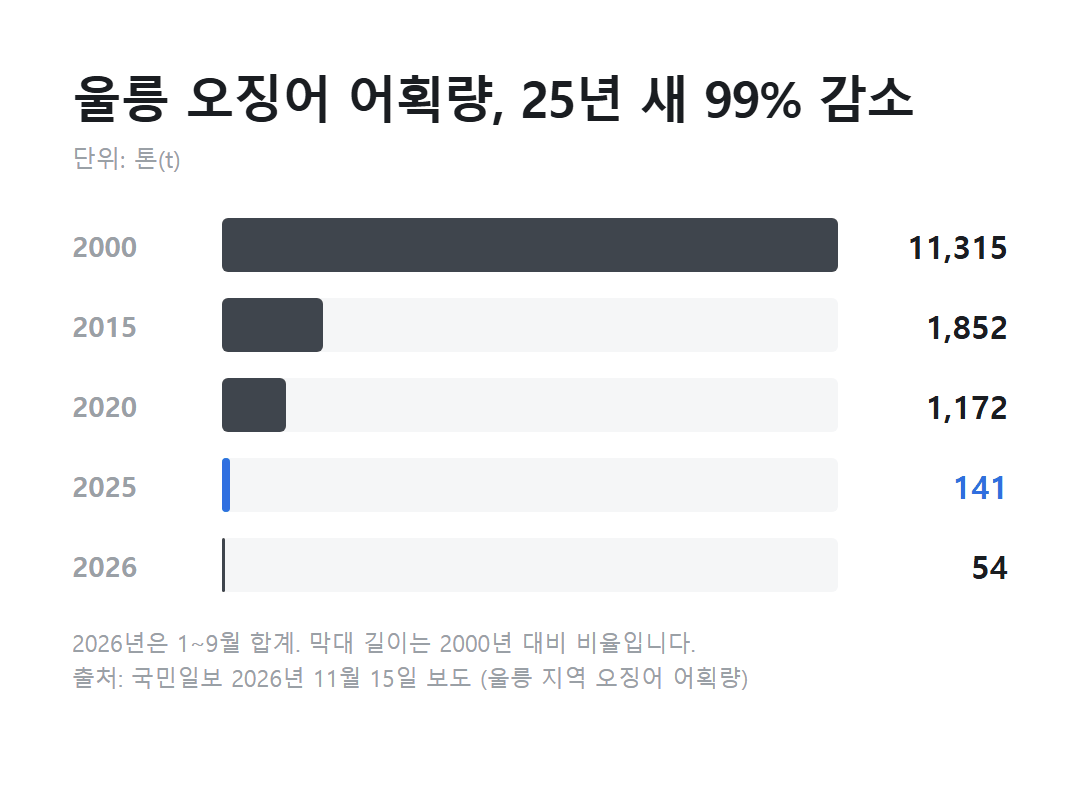 울릉 오징어 어획량, 25년 새 99% 감소
단위: 톤(t)
2000 11,315
2015 1,852
2020 1,172
2025 141
2026 54
2026년은 1~9월 합계. 막대 길이는 2000년 대비 비율입니다.
출처: 국민일보 2026년 11월 15일 보도 (울릉 지역 오징어 어획량)